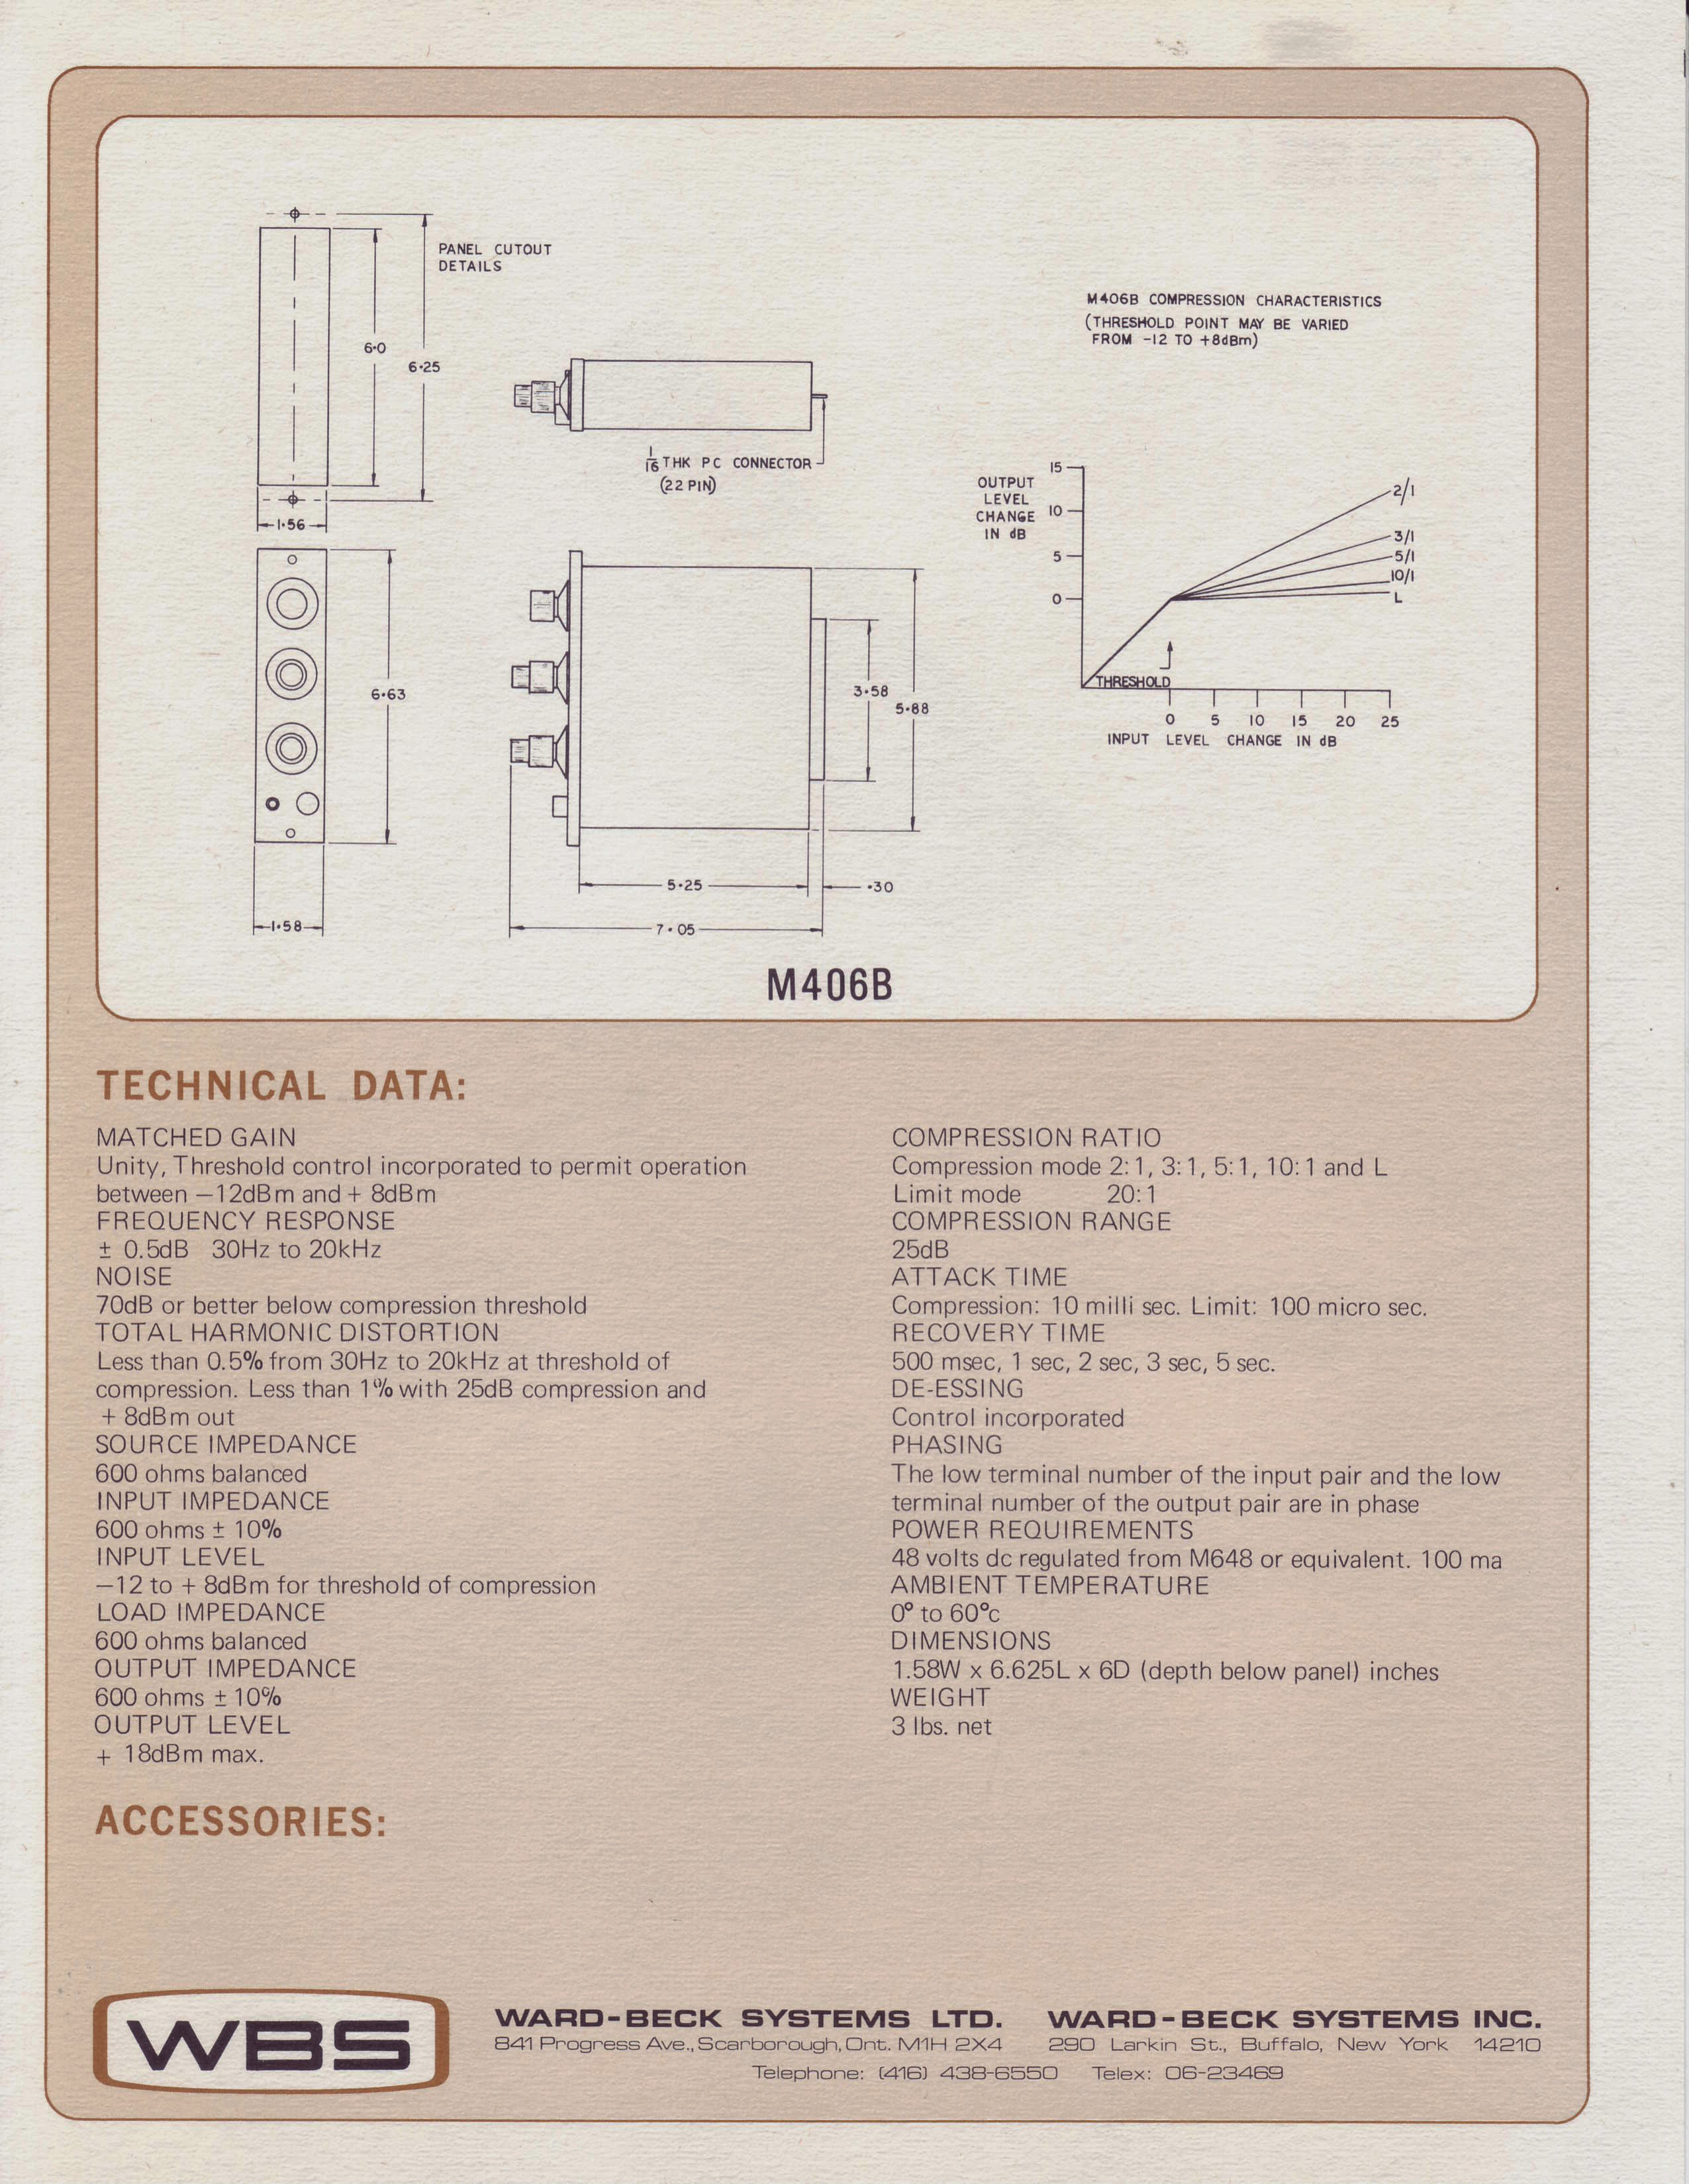 PANEL CUTOUT
DETAILS
6.0
6.25
1.56
1/16 THK PC CONNECTOR
(22 PIN)
M406B COMPRESSION CHARACTERISTICS
(THRESHOLD POINT MAY BE VARIED
FROM -12 TO +8dBm)
OUTPUT
LEVEL
CHANGE
IN dB
15
10
5
0
2/1
3/1
5/1
10/1
L
THRESHOLD
0 5 10 15 20 25
INPUT LEVEL CHANGE IN dB
6.63
1.58
3.58
5.88
5.25
.30
7.05
M406B
TECHNICAL DATA:
MATCHED GAIN
Unity, Threshold control incorporated to permit operation
between —12dBm and + 8dBm
FREQUENCY RESPONSE
± 0.5dB 30Hz to 20kHz
NOISE
70dB or better below compression threshold
TOTAL HARMONIC DISTORTION
Less than 0.5% from 30Hz to 20kHz at threshold of
compression. Less than 1% with 25dB compression and
+ 8dBm out
SOURCE IMPEDANCE
600 ohms balanced
INPUT IMPEDANCE
600 ohms ± 10%
INPUT LEVEL
—12 to + 8dBm for threshold of compression
LOAD IMPEDANCE
600 ohms balanced
OUTPUT IMPEDANCE
600 ohms ± 10%
OUTPUT LEVEL
+ 18dBm max.
COMPRESSION RATIO
Compression mode 2:1, 3:1, 5:1, 10:1 and L
Limit mode 20:1
COMPRESSION RANGE
25dB
ATTACK TIME
Compression: 10 milli sec. Limit: 100 micro sec.
RECOVERY TIME
500 msec, 1 sec, 2 sec, 3 sec, 5 sec.
DE-ESSING
Control incorporated
PHASING
The low terminal number of the input pair and the low
terminal number of the output pair are in phase
POWER REQUIREMENTS
48 volts dc regulated from M648 or equivalent. 100 ma
AMBIENT TEMPERATURE
0° to 60°c
DIMENSIONS
1.58W x 6.625L x 6D (depth below panel) inches
WEIGHT
3 lbs. net
ACCESSORIES:
WBS
WARD-BECK SYSTEMS LTD.
841 Progress Ave., Scarborough, Ont. M1H 2X4
WARD-BECK SYSTEMS INC.
290 Larkin St., Buffalo, New York 14210
Telephone: (416) 438-6550 Telex: 06-23469